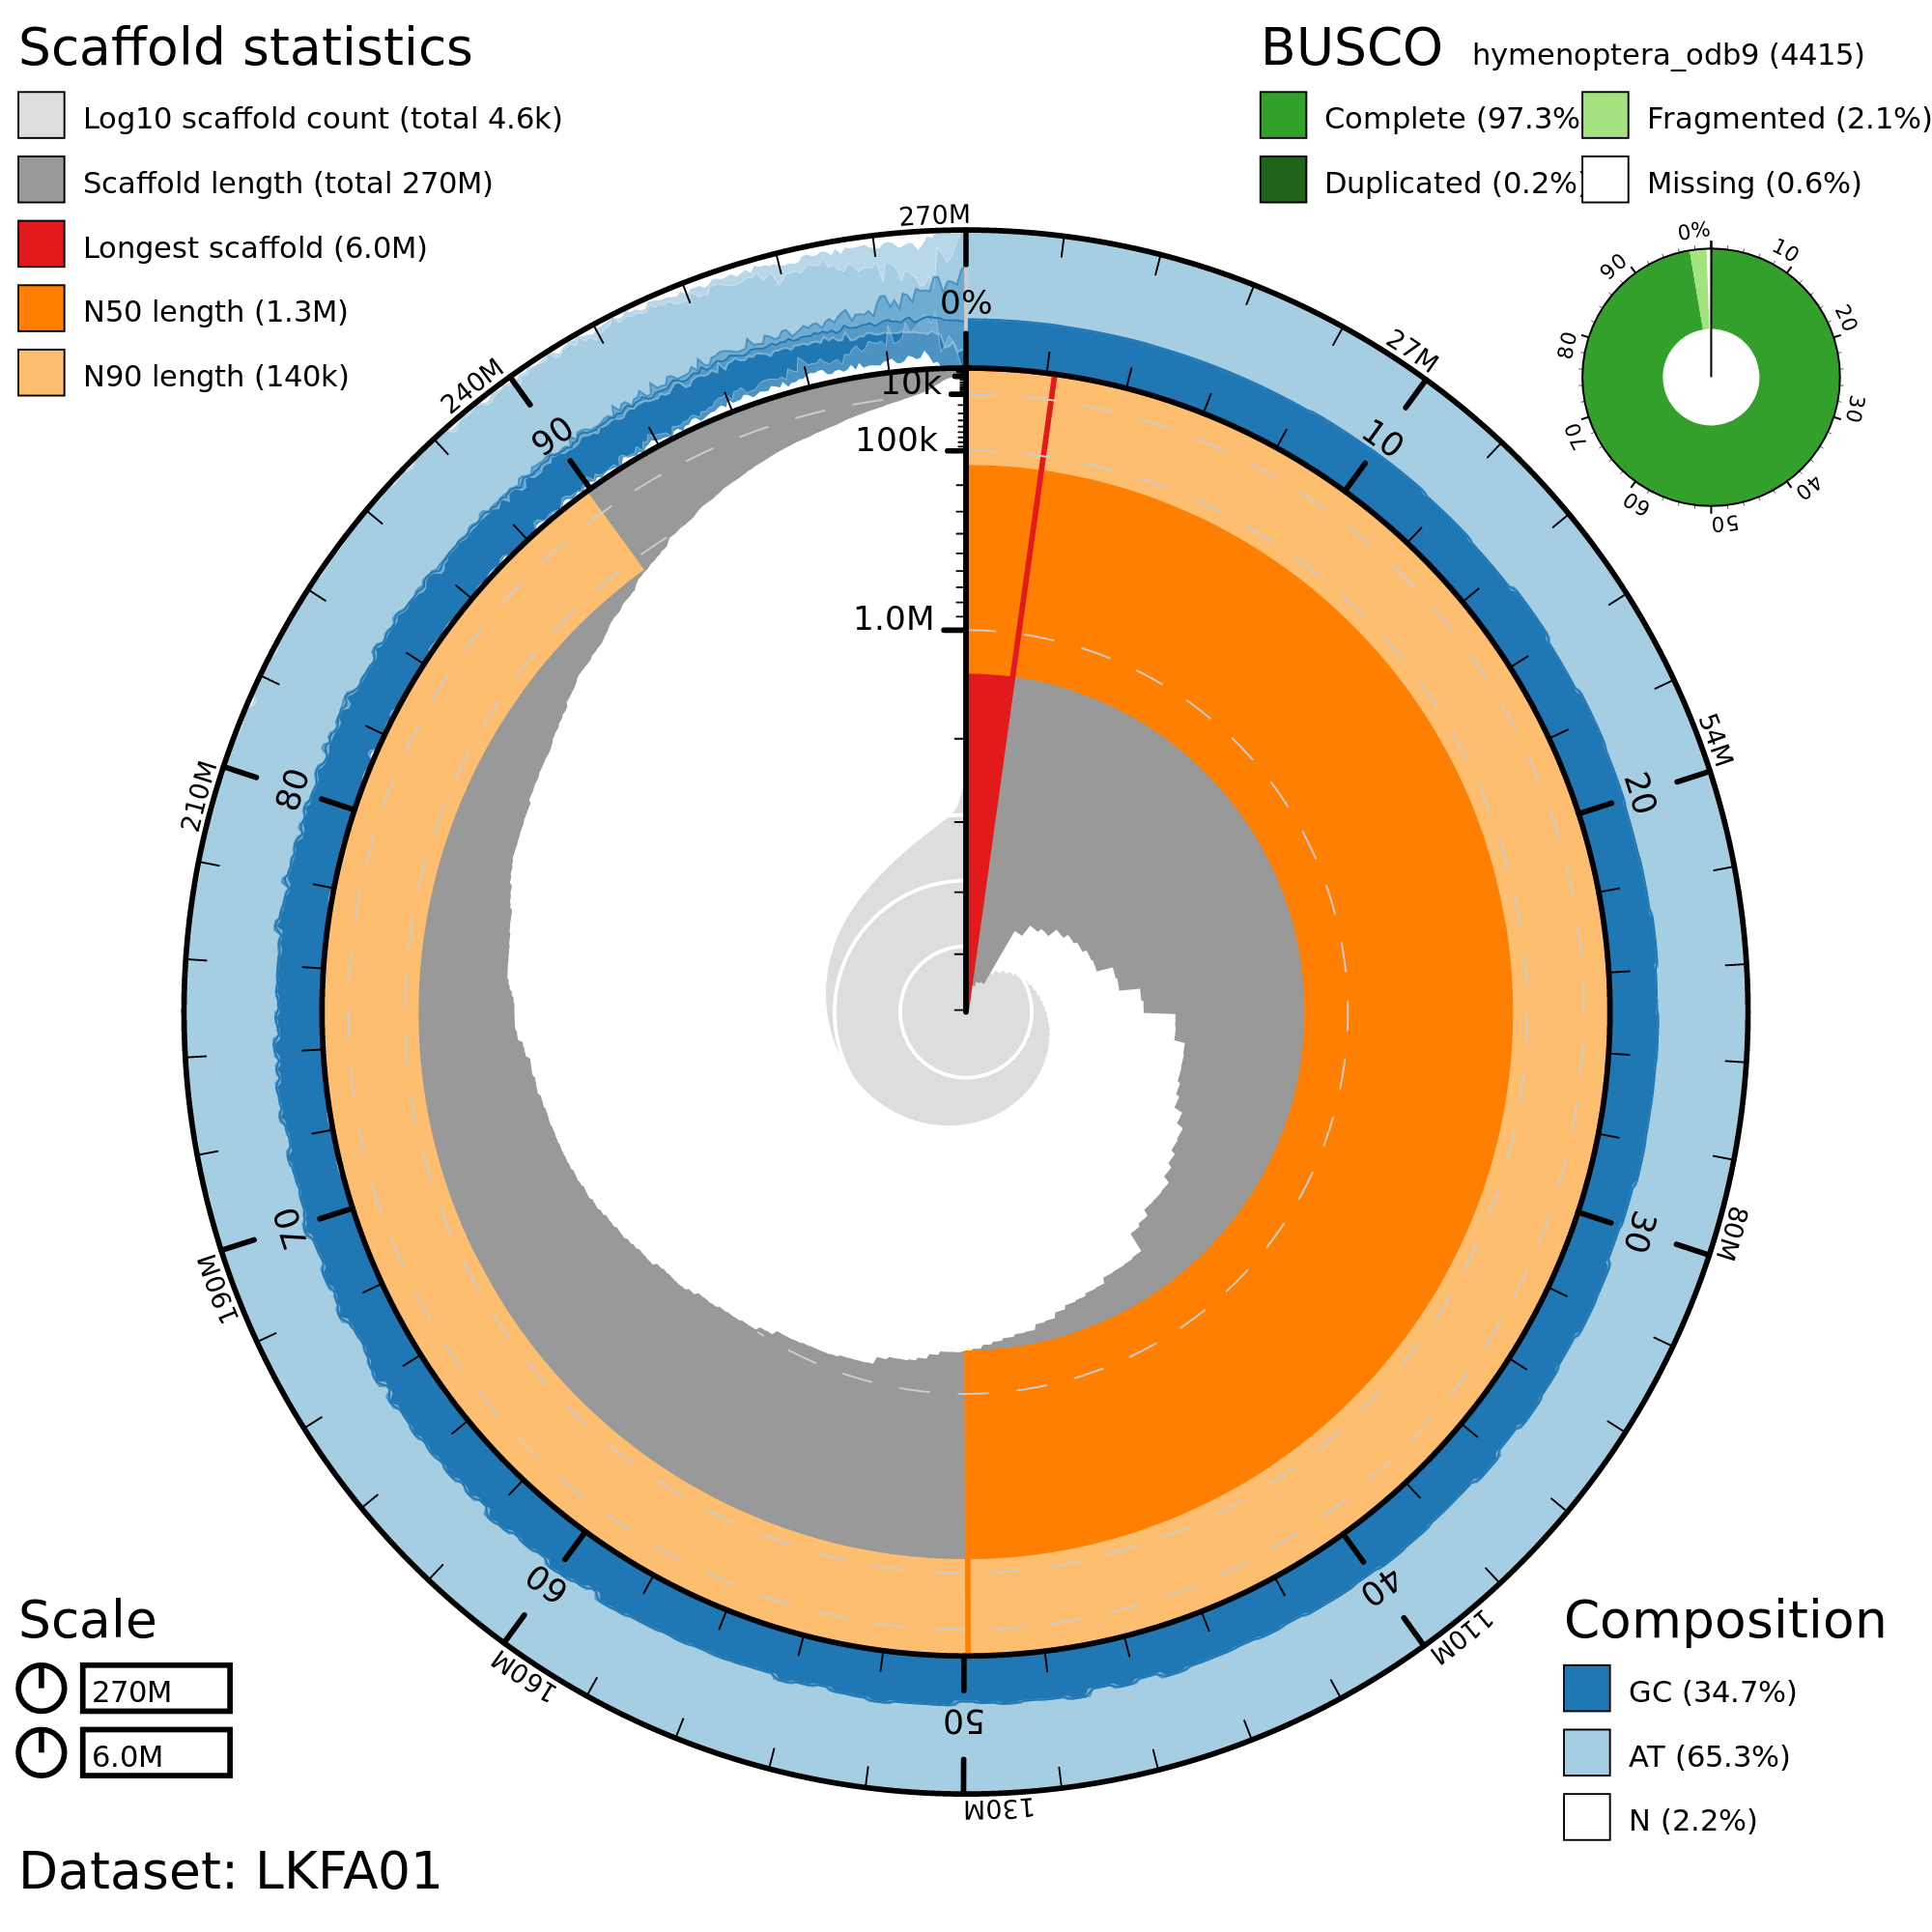 Scaffold statistics
Log10 scaffold count (total 4.6k)
Scaffold length (total 270M)
Longest scaffold (6.0M)
N50 length (1.3M)
N90 length (140k)
BUSCO hymenoptera_odb9 (4415)
Complete (97.3% Fragmented (2.1%)
Duplicated (0.2% Missing (0.6%)
0%
10
20
30
40
50
60
70
80
90
270M
27M
54M
80M
110M
130M
160M
190M
210M
240M
0%
10
20
30
40
50
60
70
80
90
10k
100k
1.0M
Scale
270M
6.0M
Composition
GC (34.7%)
AT (65.3%)
N (2.2%)
Dataset: LKFA01